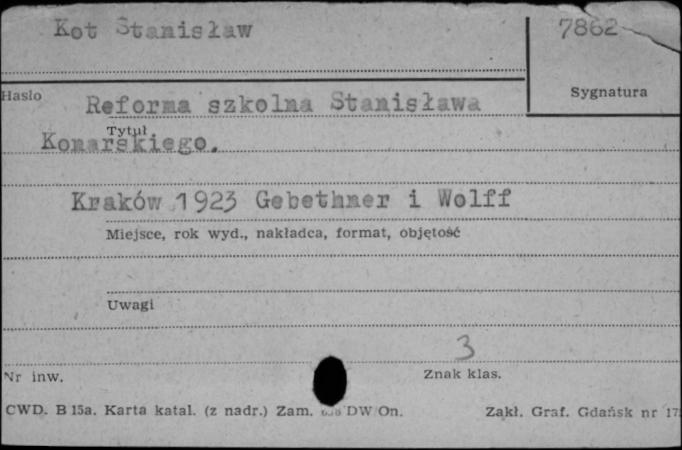 Kot Stanisław
7862
Hasło
Sygnatura
Reforma szkolna Stanisława
Tytuł
Konarskiego.
Kraków 1923 Gebethner i Wolff
Miejsce, rok wyd., nakładca, format, objętość
Uwagi
3
Nr inw.
Znak klas.
CWD. B 15a. Karta katal. (z nadr.) Zam. DW On.
Zakł. Graf. Gdańsk nr